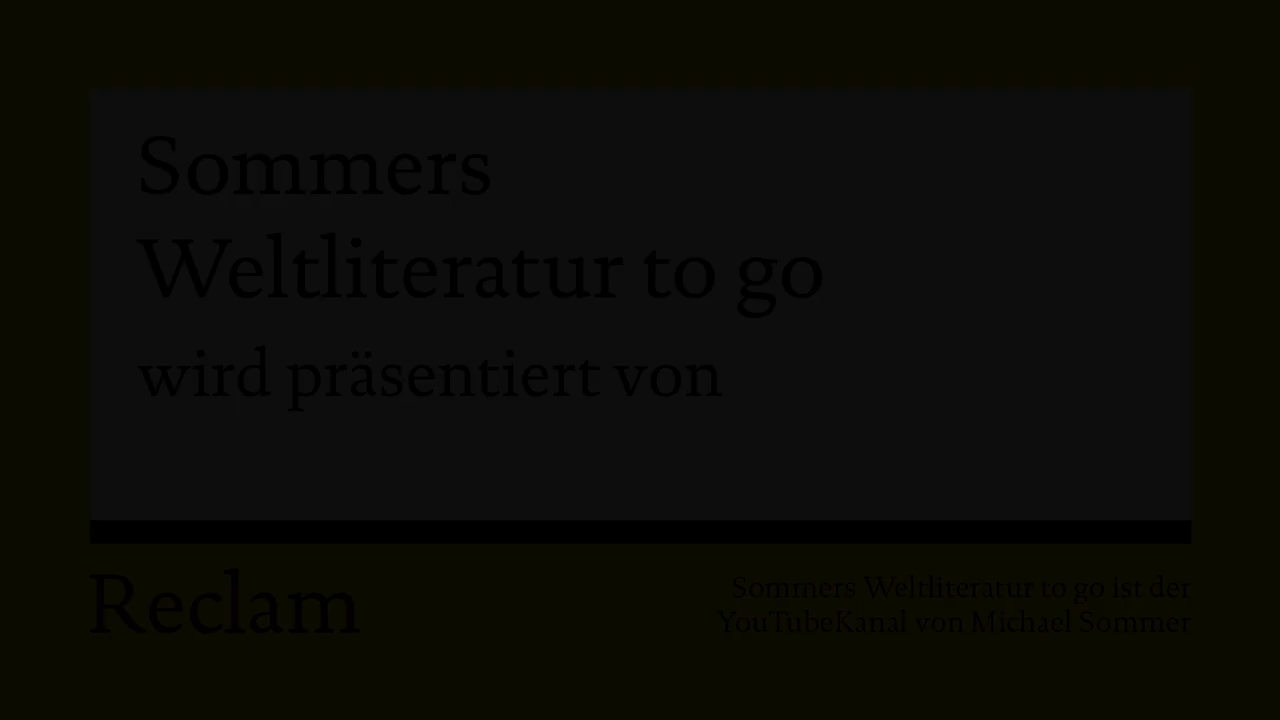 Sommers
Weltliteratur to go
wird präsentiert von
Reclam
Sommers Weltliteratur to go ist der
YouTubeKanal von Michael Sommer